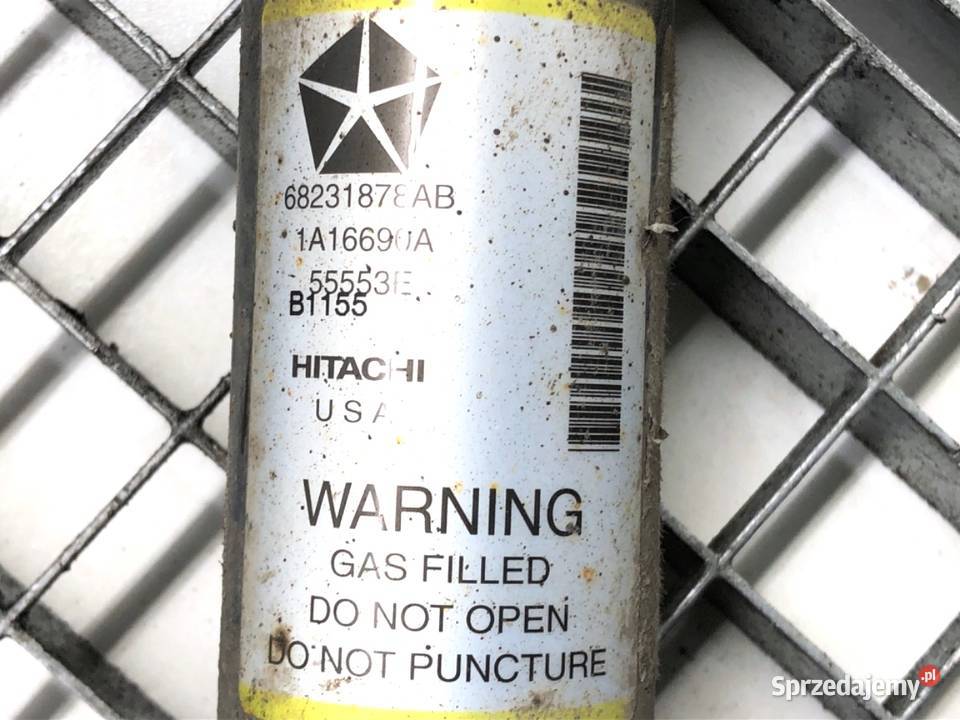 68231878AB
1A16690A
55553E
B1155
HITACHI
USA
WARNING
GAS FILLED
DO NOT OPEN
DO NOT PUNCTURE
Sprzedajemy.pl